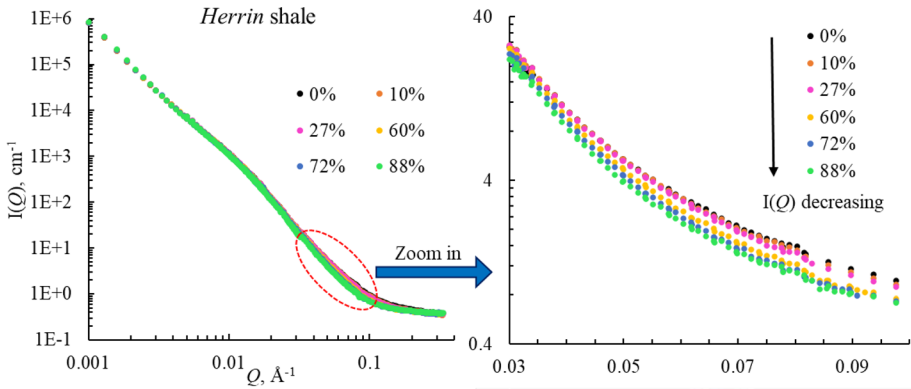 Herrin shale
1E+6
1E+5
1E+4
1E+3
1E+2
1E+1
1E+0
1E-1
I(Q), cm-1
0% 10%
27% 60%
72% 88%
Zoom in
0.001 0.01 0.1
Q, Å-1
40
4
0.4
0%
10%
27%
60%
72%
88%
I(Q) decreasing
0.03 0.05 0.07 0.09